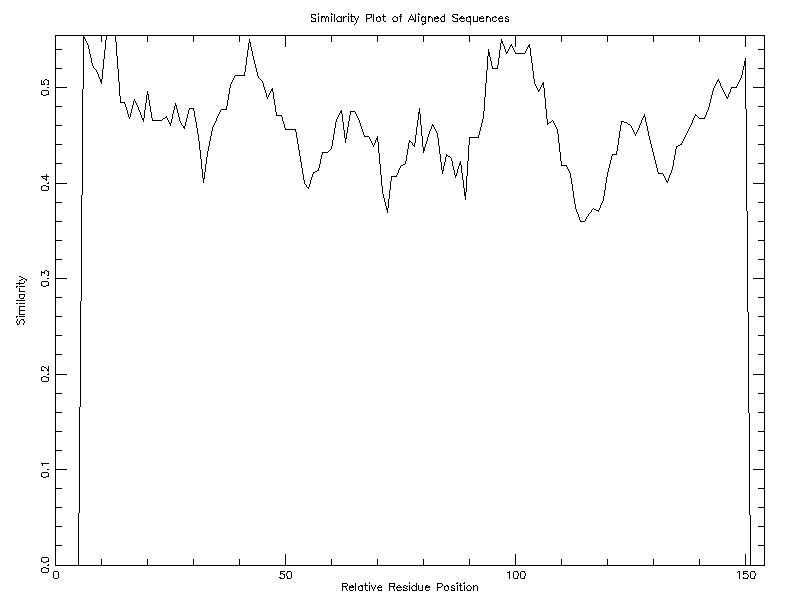 Similarity Plot of Aligned Sequences
0.5
0.4
0.3
Similarity
0.2
0.1
0.0
0 50 100 150
Relative Residue Position